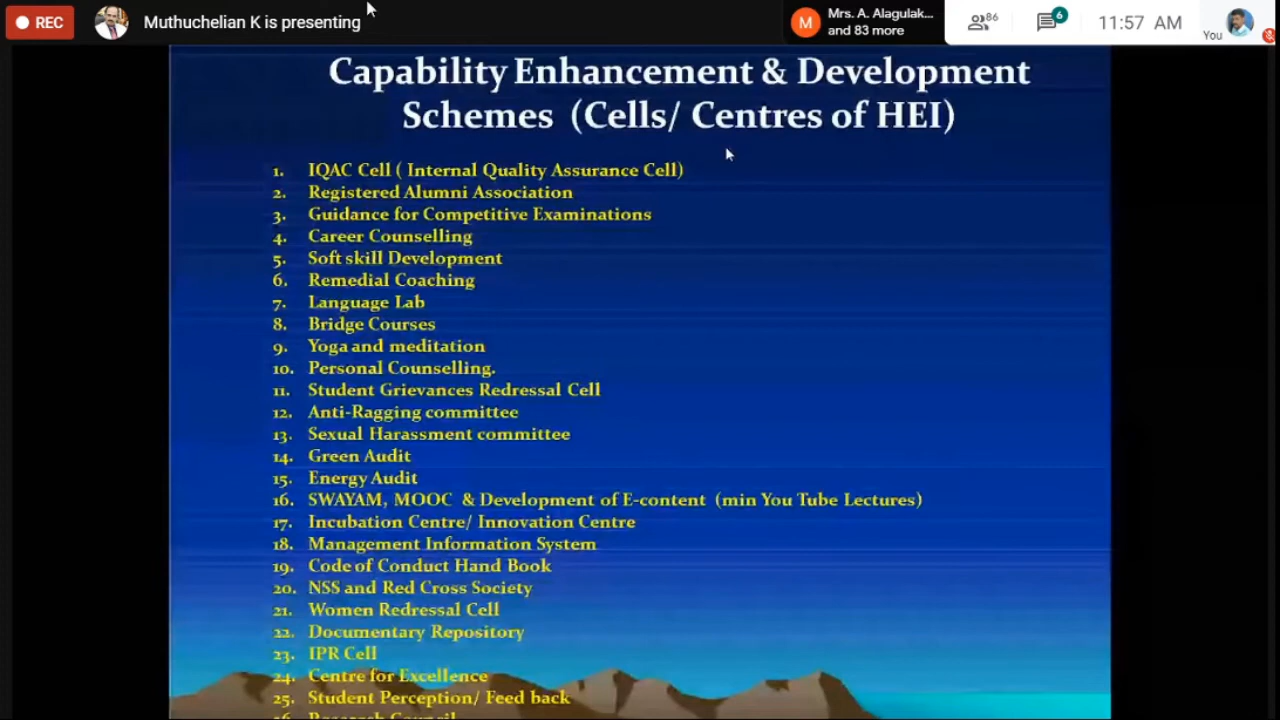 REC
Muthuchelian K is presenting
M
Mrs. A. Alagulak...
and 83 more
86
6
11:57 AM
You
Capability Enhancement & Development
Schemes (Cells/ Centres of HEI)
1. IQAC Cell ( Internal Quality Assurance Cell)
2. Registered Alumni Association
3. Guidance for Competitive Examinations
4. Career Counselling
5. Soft skill Development
6. Remedial Coaching
7. Language Lab
8. Bridge Courses
9. Yoga and meditation
10. Personal Counselling.
11. Student Grievances Redressal Cell
12. Anti-Ragging committee
13. Sexual Harassment committee
14. Green Audit
15. Energy Audit
16. SWAYAM, MOOC & Development of E-content (min You Tube Lectures)
17. Incubation Centre/ Innovation Centre
18. Management Information System
19. Code of Conduct Hand Book
20. NSS and Red Cross Society
21. Women Redressal Cell
22. Documentary Repository
23. IPR Cell
24. Centre for Excellence
25. Student Perception/ Feed back
26. Research Council